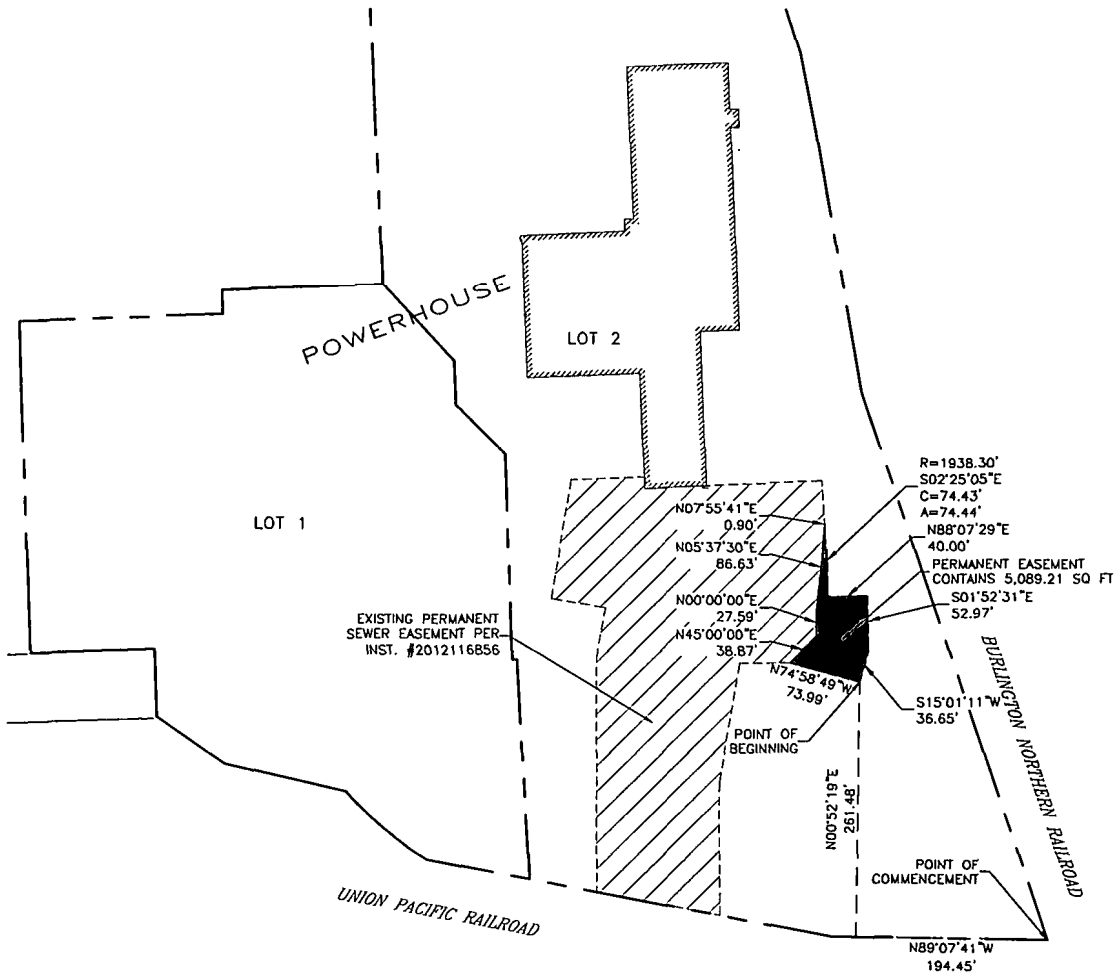 POWERHOUSE
LOT 2
LOT 1
R=1938.30'
S02°25'05"E
C=74.43'
A=74.44'
N88°07'29"E
40.00'
PERMANENT EASEMENT
CONTAINS 5,089.21 SQ FT
S01°52'31"E
52.97'
N07°55'41"E
0.90'
N05°37'30"E
86.63'
N00°00'00"E
27.59'
N45°00'00"E
38.87'
N74°58'49"W
73.99'
S15°01'11"W
36.65'
EXISTING PERMANENT
SEWER EASEMENT PER
INST. #2012116856
POINT OF
BEGINNING
N00°52'19"E
261.48'
BURLINGTON NORTHERN RAILROAD
POINT OF
COMMENCEMENT
UNION PACIFIC RAILROAD
N89°07'41"W
194.45'